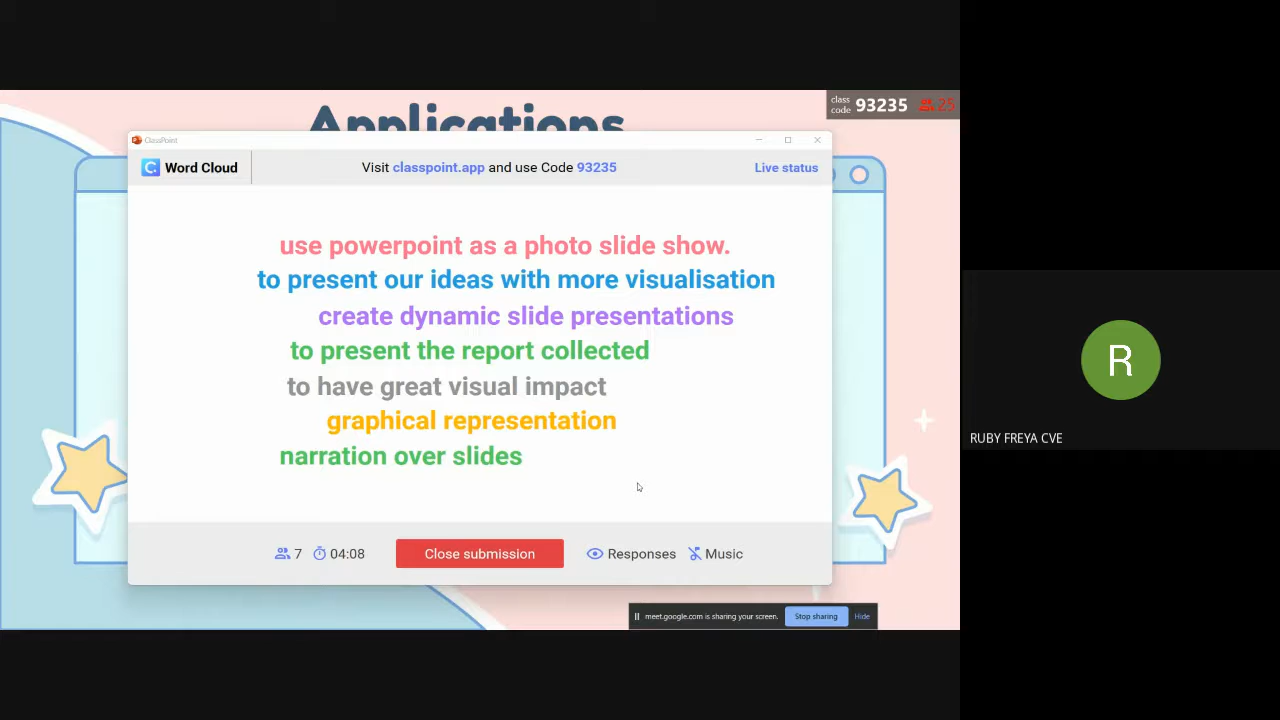 Applications
class code 93235 25
ClassPoint
Word Cloud
Visit classpoint.app and use Code 93235
Live status
use powerpoint as a photo slide show.
to present our ideas with more visualisation
create dynamic slide presentations
to present the report collected
to have great visual impact
graphical representation
narration over slides
7 04:08
Close submission
Responses
Music
meet.google.com is sharing your screen.
Stop sharing
Hide
R
RUBY FREYA CVE